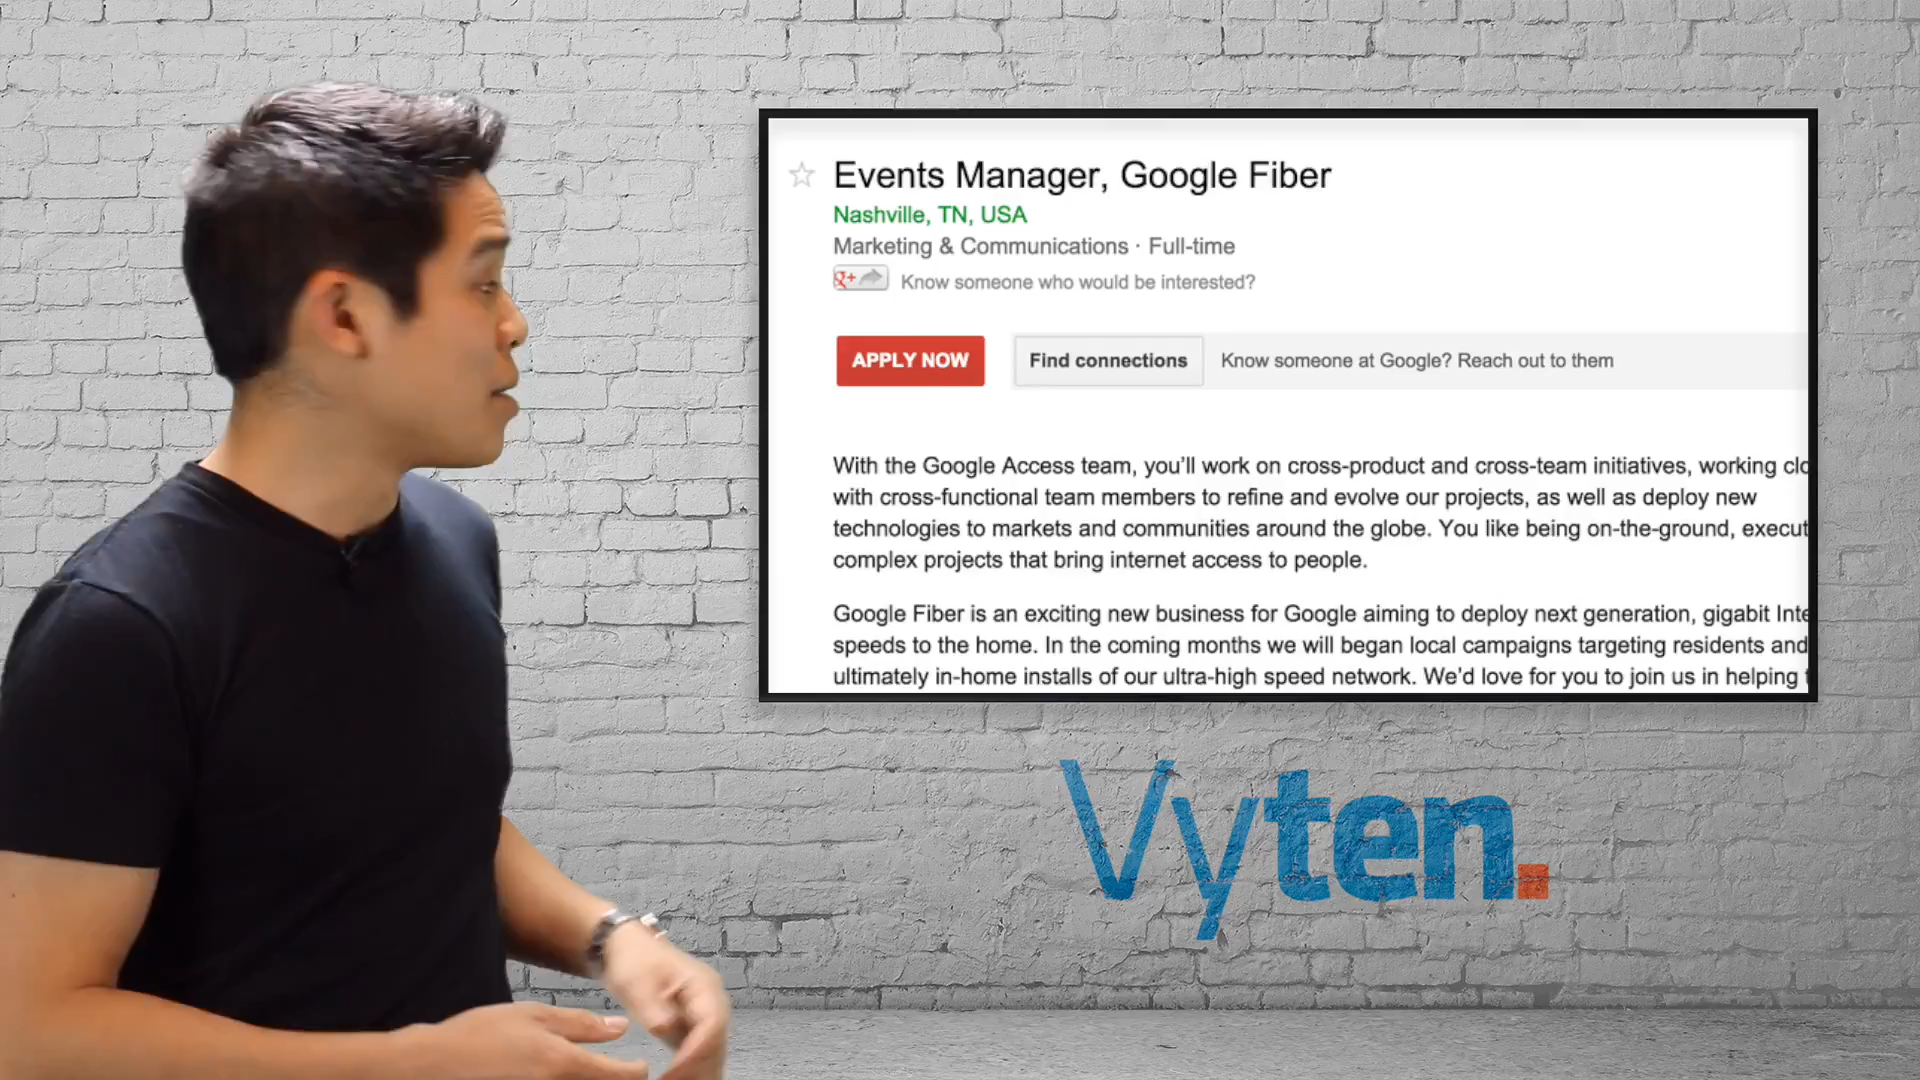 Events Manager, Google Fiber
Nashville, TN, USA
Marketing & Communications · Full-time
g+ Know someone who would be interested?
APPLY NOW Find connections Know someone at Google? Reach out to them
With the Google Access team, you'll work on cross-product and cross-team initiatives, working clo
with cross-functional team members to refine and evolve our projects, as well as deploy new
technologies to markets and communities around the globe. You like being on-the-ground, execut
complex projects that bring internet access to people.
Google Fiber is an exciting new business for Google aiming to deploy next generation, gigabit Inte
speeds to the home. In the coming months we will began local campaigns targeting residents and
ultimately in-home installs of our ultra-high speed network. We'd love for you to join us in helping
Vyten.